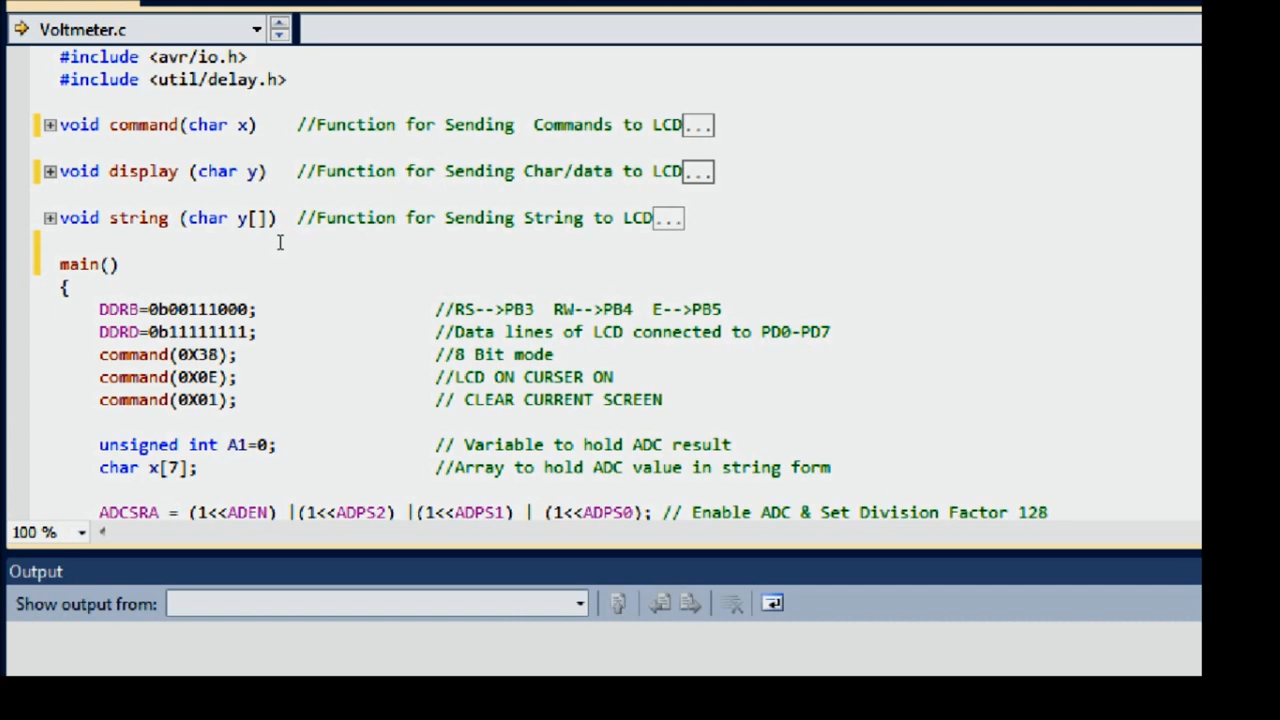 Voltmeter.c
#include <avr/io.h>
#include <util/delay.h>
void command(char x) //Function for Sending Commands to LCD...
void display (char y) //Function for Sending Char/data to LCD...
void string (char y[]) //Function for Sending String to LCD...
main()
{
DDRB=0b00111000; //RS-->PB3 RW-->PB4 E-->PB5
DDRD=0b11111111; //Data lines of LCD connected to PD0-PD7
command(0X38); //8 Bit mode
command(0X0E); //LCD ON CURSER ON
command(0X01); // CLEAR CURRENT SCREEN
unsigned int A1=0; // Variable to hold ADC result
char x[7]; //Array to hold ADC value in string form
ADCSRA = (1<<ADEN) |(1<<ADPS2) |(1<<ADPS1) | (1<<ADPS0); // Enable ADC & Set Division Factor 128
100 %
Output
Show output from: